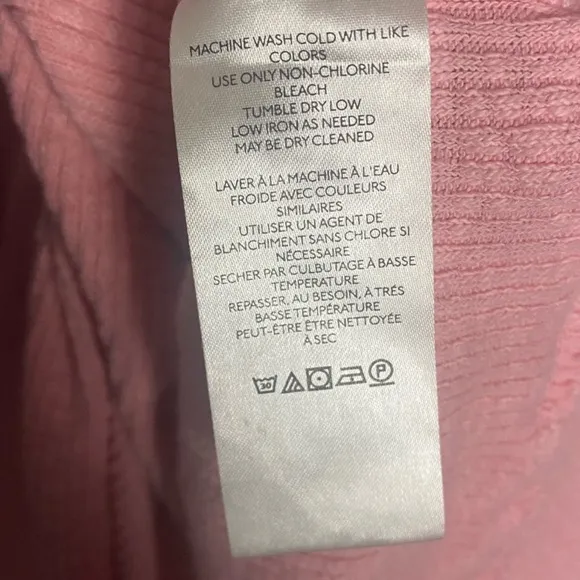 MACHINE WASH COLD WITH LIKE
COLORS
USE ONLY NON-CHLORINE
BLEACH
TUMBLE DRY LOW
LOW IRON AS NEEDED
MAY BE DRY CLEANED
LAVER À LA MACHINE À L'EAU
FROIDE AVEC COULEURS
SIMILAIRES
UTILISER UN AGENT DE
BLANCHIMENT SANS CHLORE SI
NÉCESSAIRE
SECHER PAR CULBUTAGE À BASSE
TEMPERATURE
REPASSER, AU BESOIN, À TRÉS
BASSE TEMPÉRATURE
PEUT-ÊTRE ÊTRE NETTOYÉE
À SEC
30 P